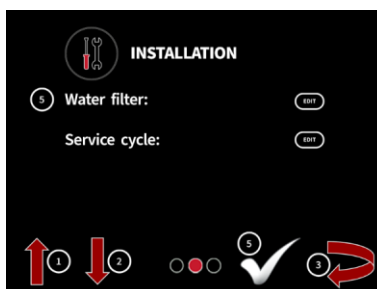 INSTALLATION
5 Water filter: EDIT
Service cycle: EDIT
1 2 5 3